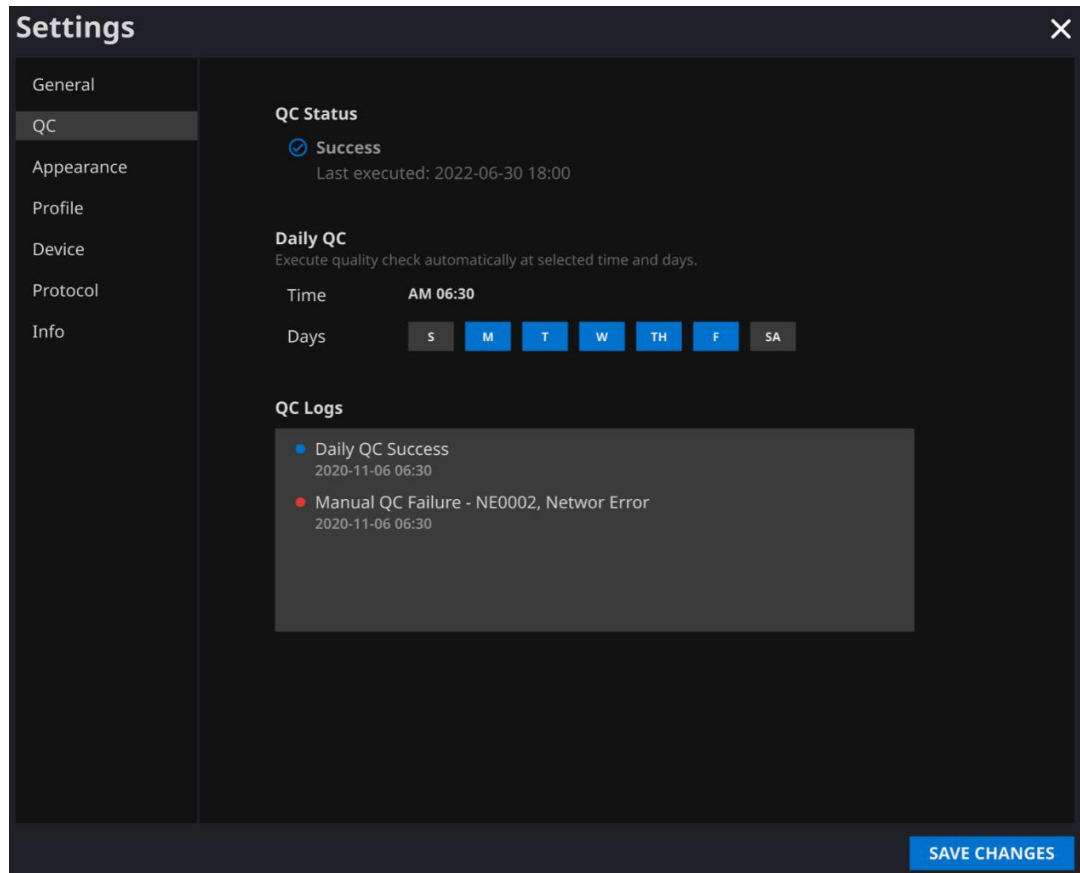 Settings
General
QC
Appearance
Profile
Device
Protocol
Info
QC Status
Success
Last executed: 2022-06-30 18:00
Daily QC
Execute quality check automatically at selected time and days.
Time AM 06:30
Days S M T W TH F SA
QC Logs
Daily QC Success
2020-11-06 06:30
Manual QC Failure - NE0002, Networ Error
2020-11-06 06:30
SAVE CHANGES